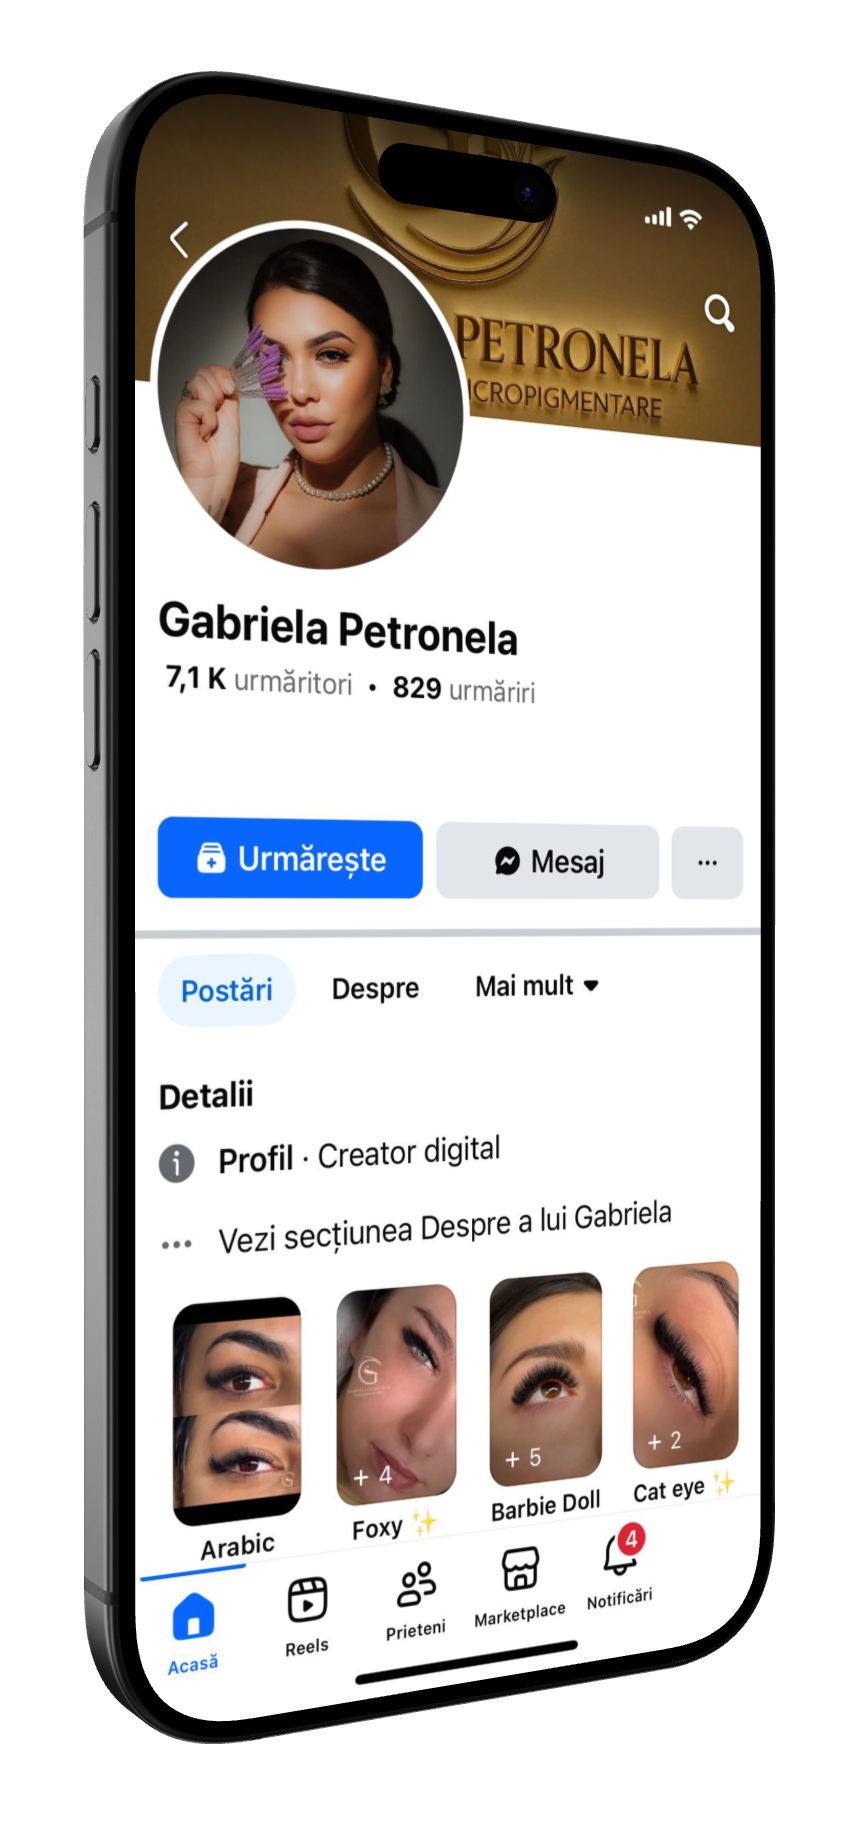 PETRONELA
ICROPIGMENTARE
Gabriela Petronela
7,1 K urmăritori • 829 urmăriri
Urmărește
Mesaj
Postări
Despre
Mai mult
Detalii
Profil · Creator digital
Vezi secțiunea Despre a lui Gabriela
+ 4
+ 5
+ 2
Arabic
Foxy ✨
Barbie Doll
Cat eye ✨
4
Acasă
Reels
Prieteni
Marketplace
Notificări